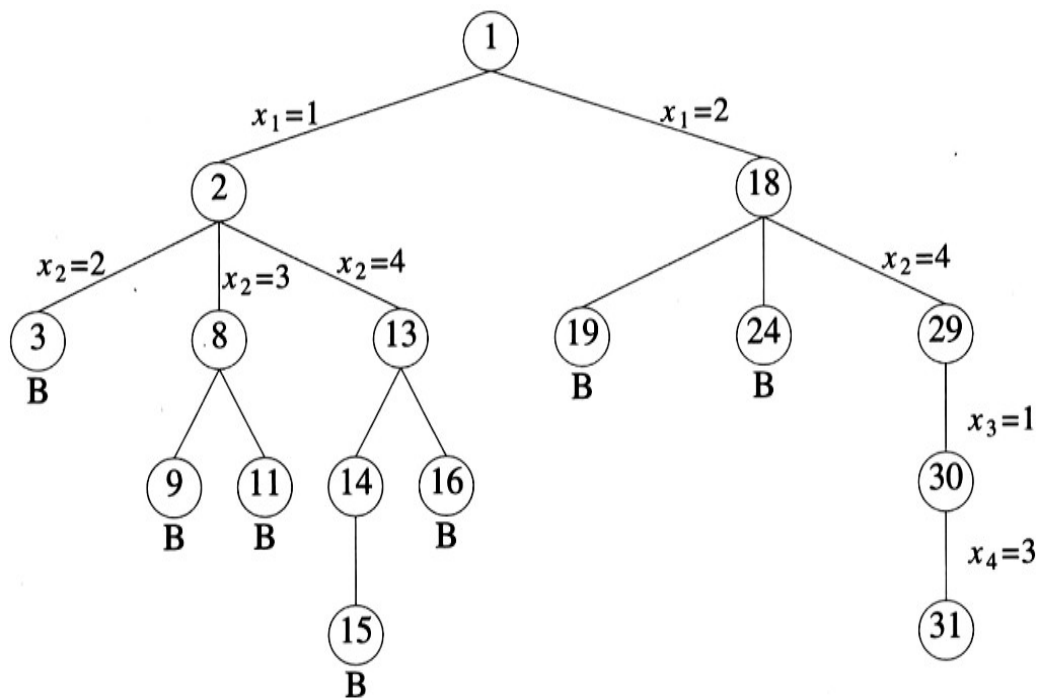 1
x₁=1
x₁=2
2
18
x₂=2
x₂=3
x₂=4
x₂=4
3
8
13
19
24
29
B
B
B
x₃=1
9
11
14
16
30
B
B
B
x₄=3
15
31
B